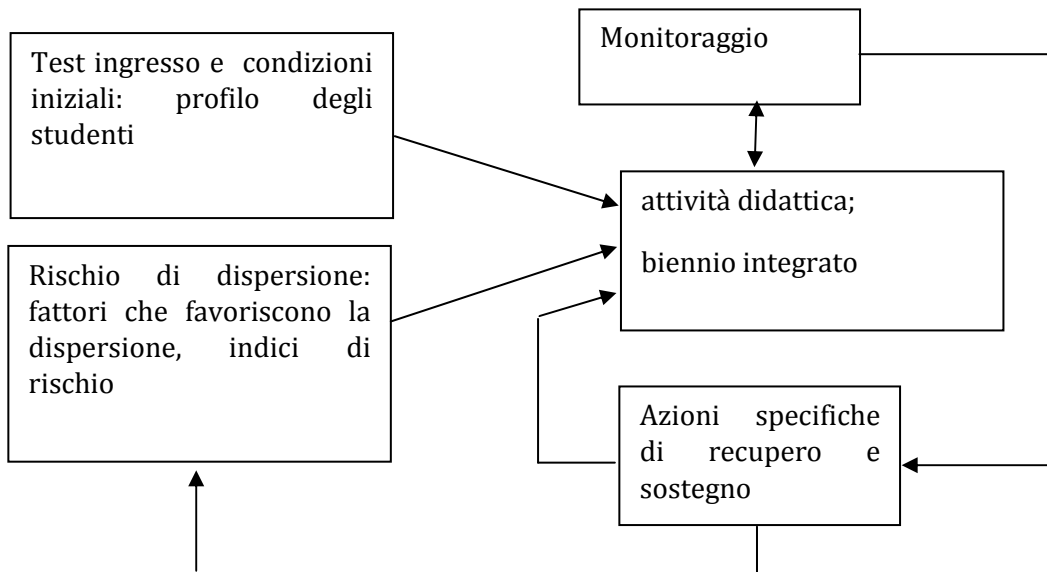 Test ingresso e condizioni
iniziali: profilo degli
studenti
Monitoraggio
attività didattica;
biennio integrato
Rischio di dispersione:
fattori che favoriscono la
dispersione, indici di
rischio
Azioni specifiche
di recupero e
sostegno